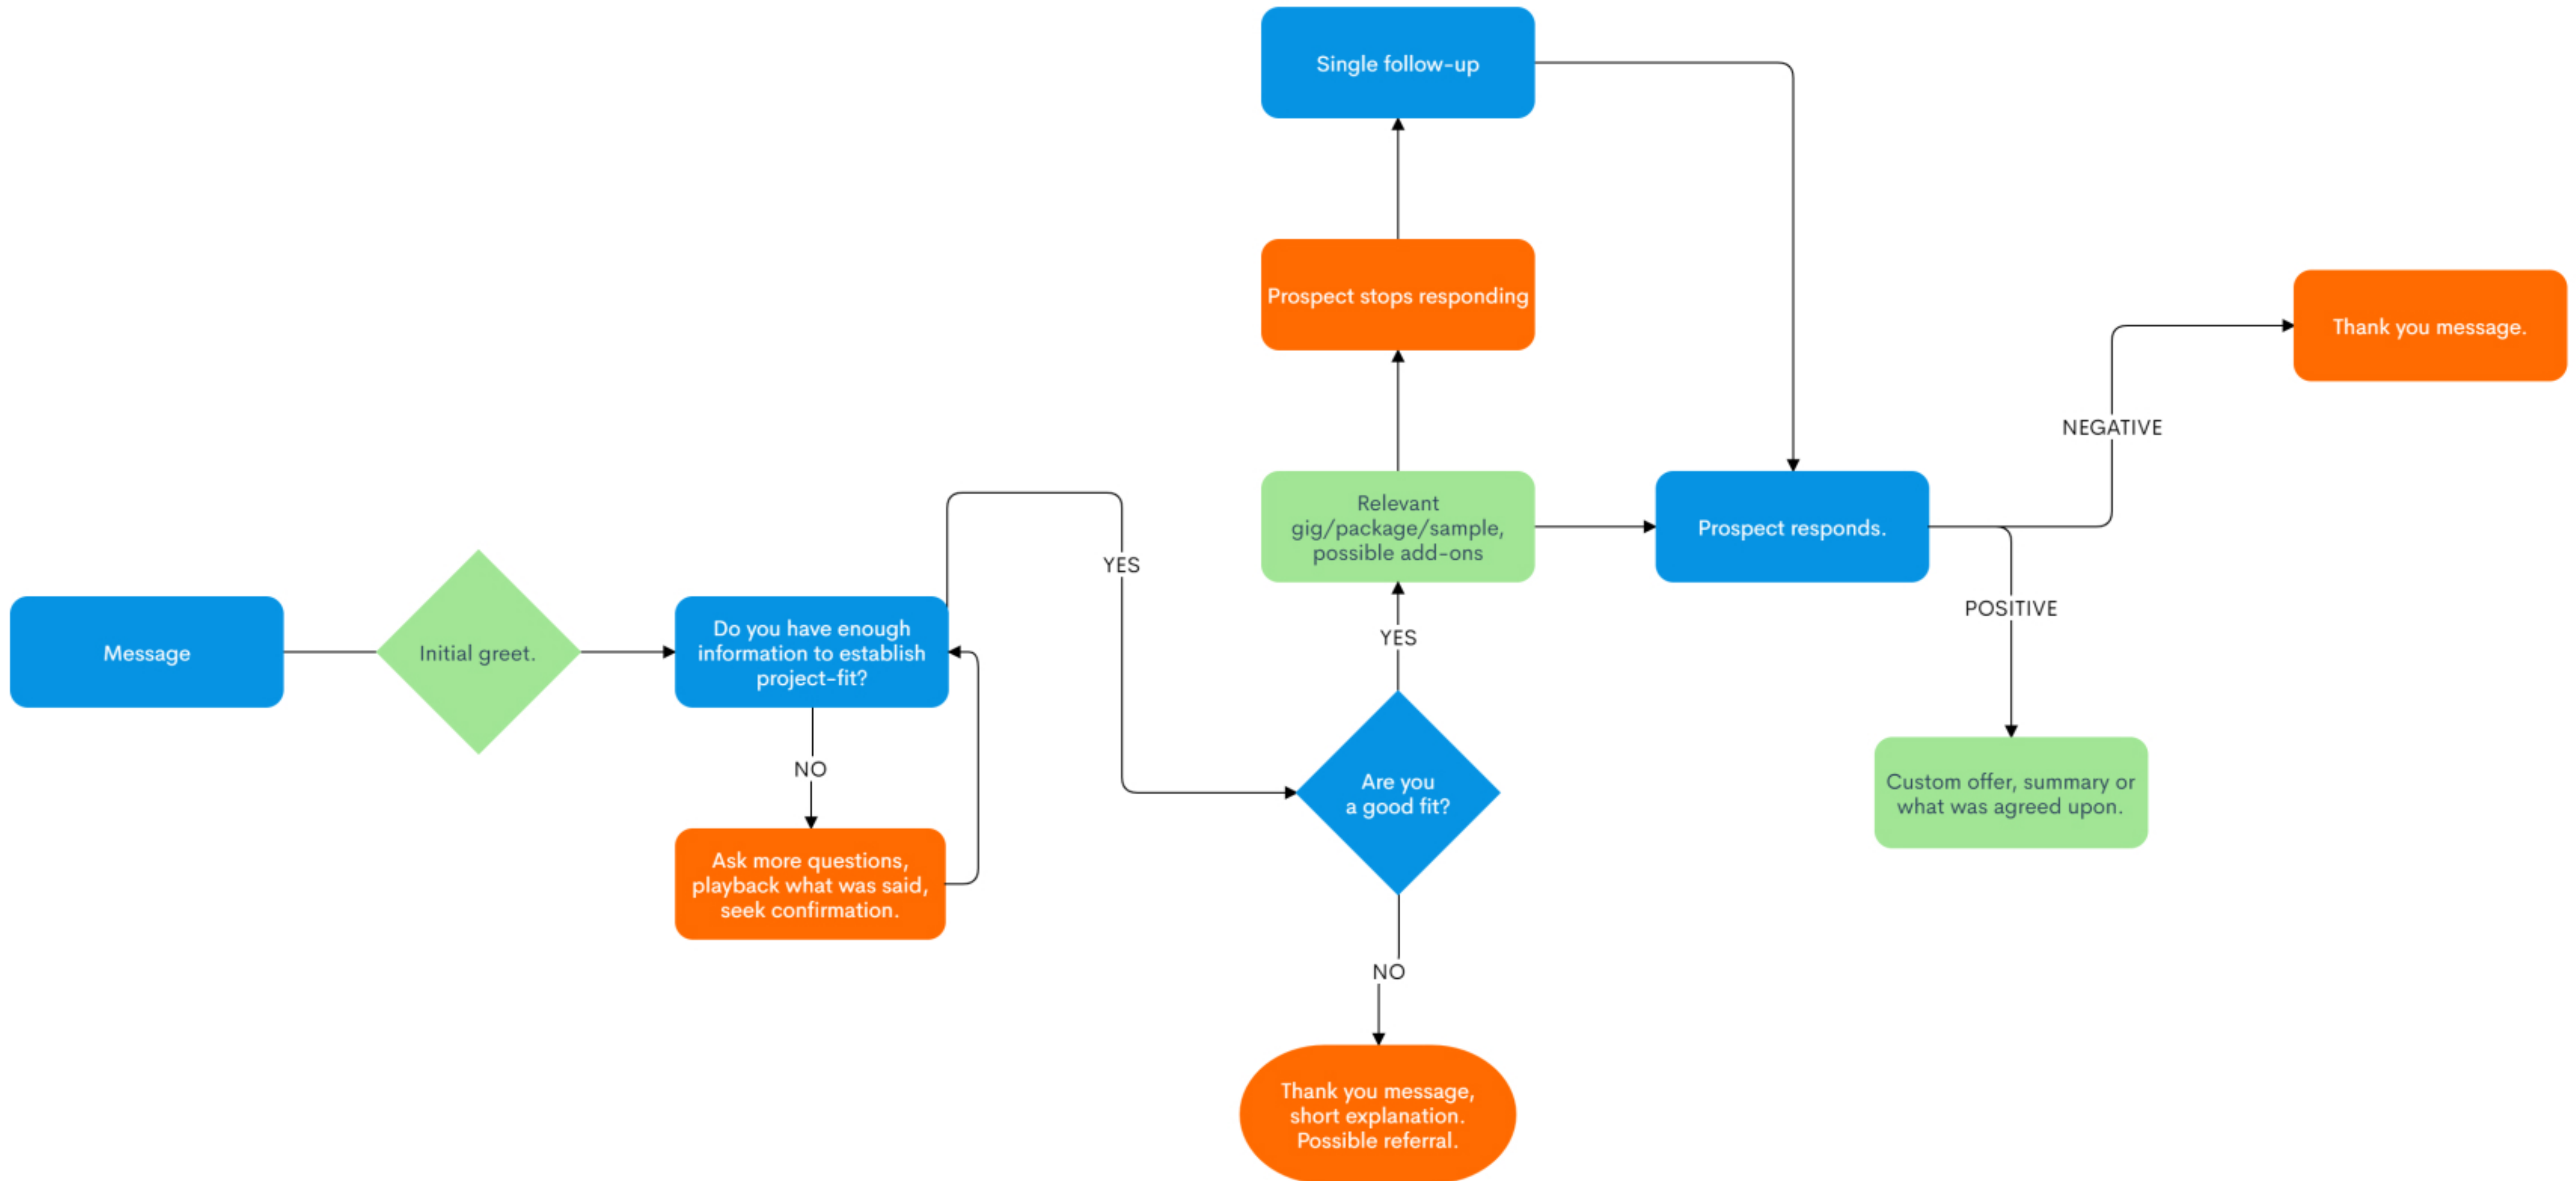 Single follow-up
Prospect stops responding
Thank you message.
NEGATIVE
Relevant
gig/package/sample,
possible add-ons
Prospect responds.
YES
POSITIVE
Message
Initial greet.
Do you have enough
information to establish
project-fit?
YES
NO
Are you
a good fit?
Custom offer, summary or
what was agreed upon.
Ask more questions,
playback what was said,
seek confirmation.
NO
Thank you message,
short explanation.
Possible referral.